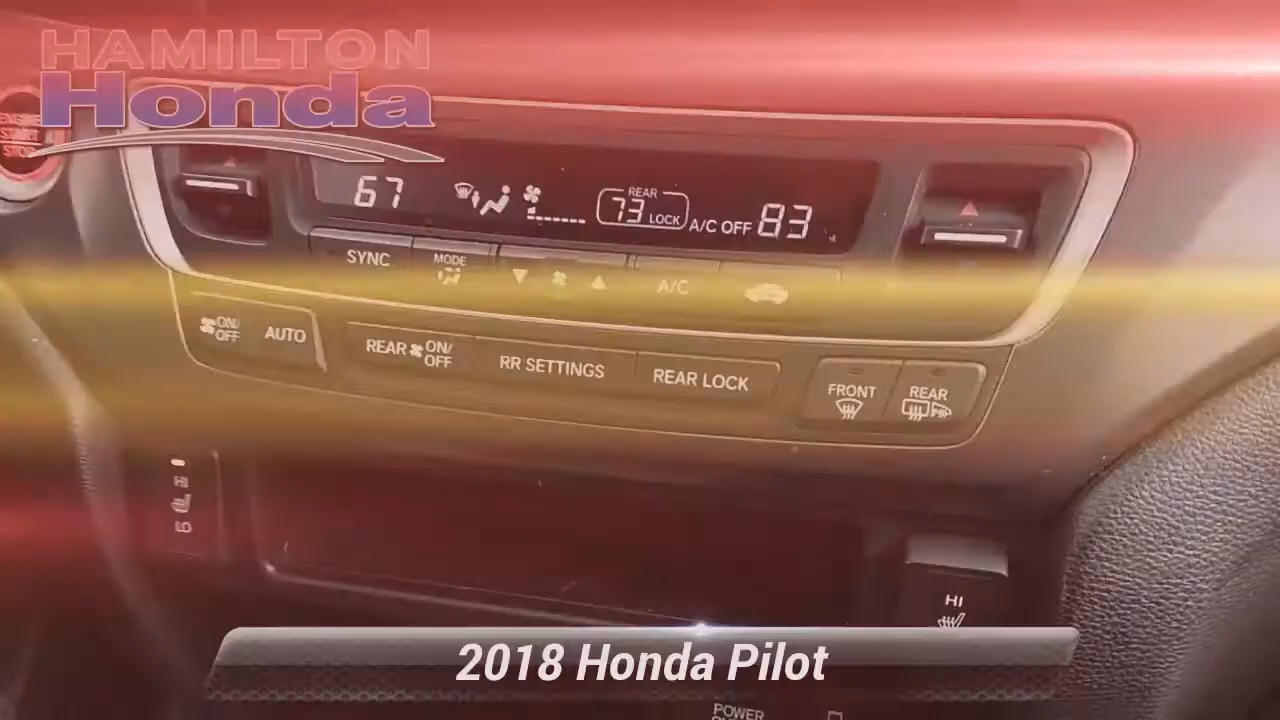 HAMILTON
Honda
ENGINE
START
STOP
67
REAR
73 LOCK
A/C OFF
83
SYNC
MODE
A/C
ON/
OFF
AUTO
REAR
ON/
OFF
RR SETTINGS
REAR LOCK
FRONT
REAR
HI
LO
HI
2018 Honda Pilot
POWER